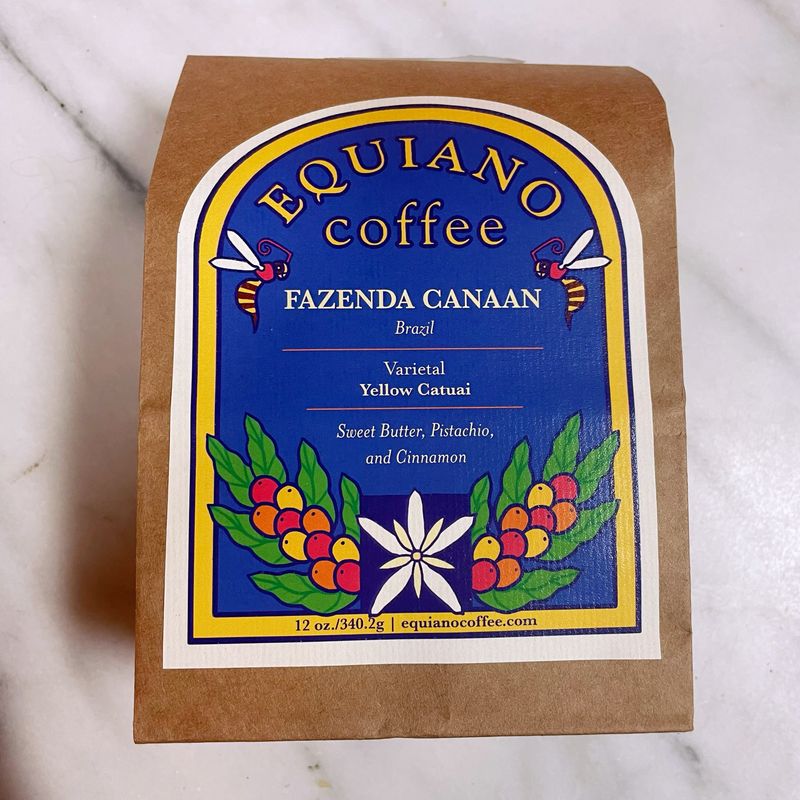 EQUIANO
coffee
FAZENDA CANAAN
Brazil
Varietal
Yellow Catuai
Sweet Butter, Pistachio,
and Cinnamon
12 oz./340.2g | equianocoffee.com